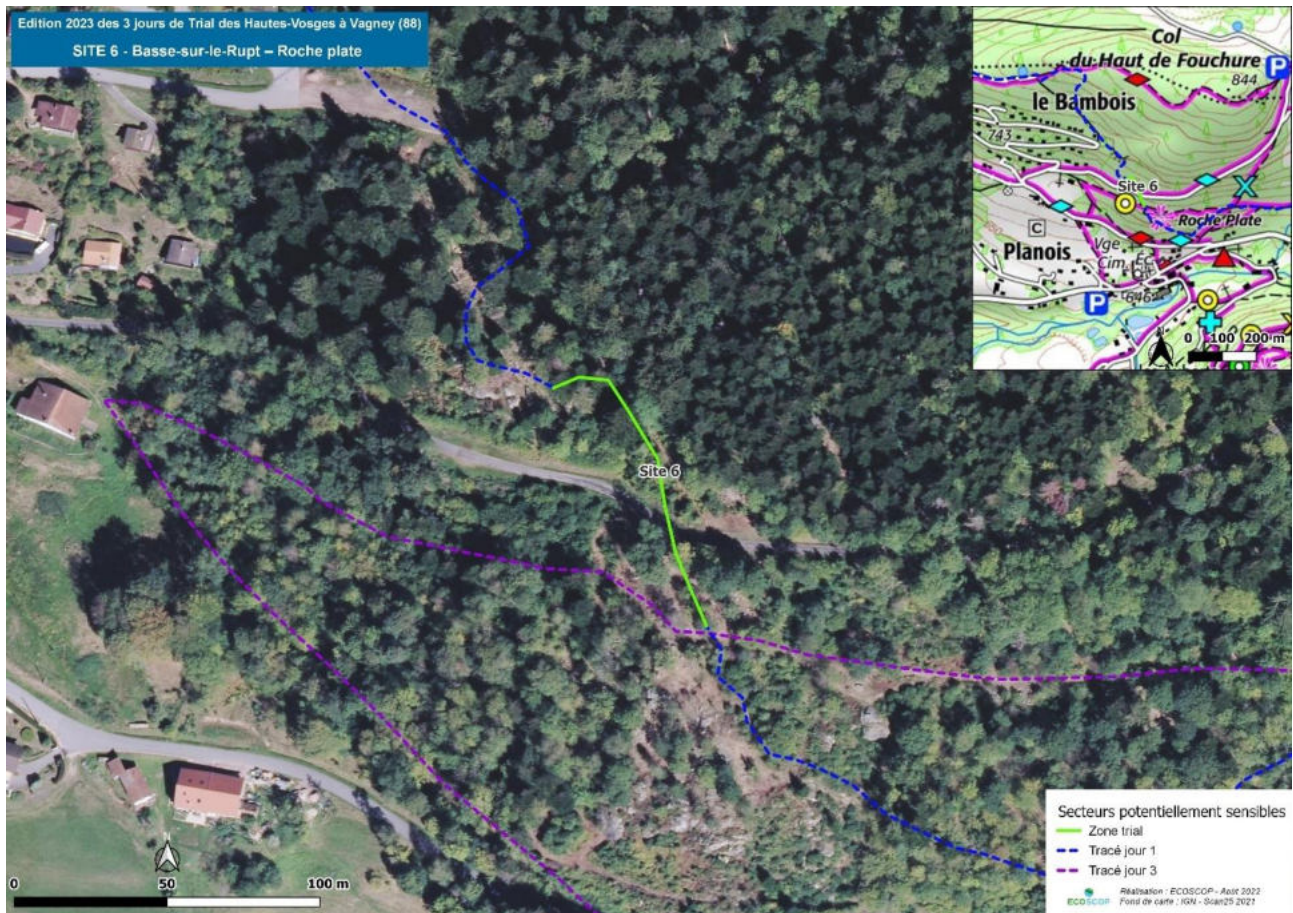 Edition 2023 des 3 jours de Trial des Hautes-Vosges à Vagney (88)
SITE 6 - Basse-sur-le-Rupt – Roche plate
Col
du Haut de Fouchure
844
P
le Bambois
743
Site 6
Roche Plate
C
Planois
Vge
Cim.
Éc.
646
P
0 100 200 m
Site 6
N
0 50 100 m
Secteurs potentiellement sensibles
Zone trial
Tracé jour 1
Tracé jour 3
ECOSCOP
Réalisation : ECOSCOP - Août 2022
Fond de carte : IGN - Scan25 2021